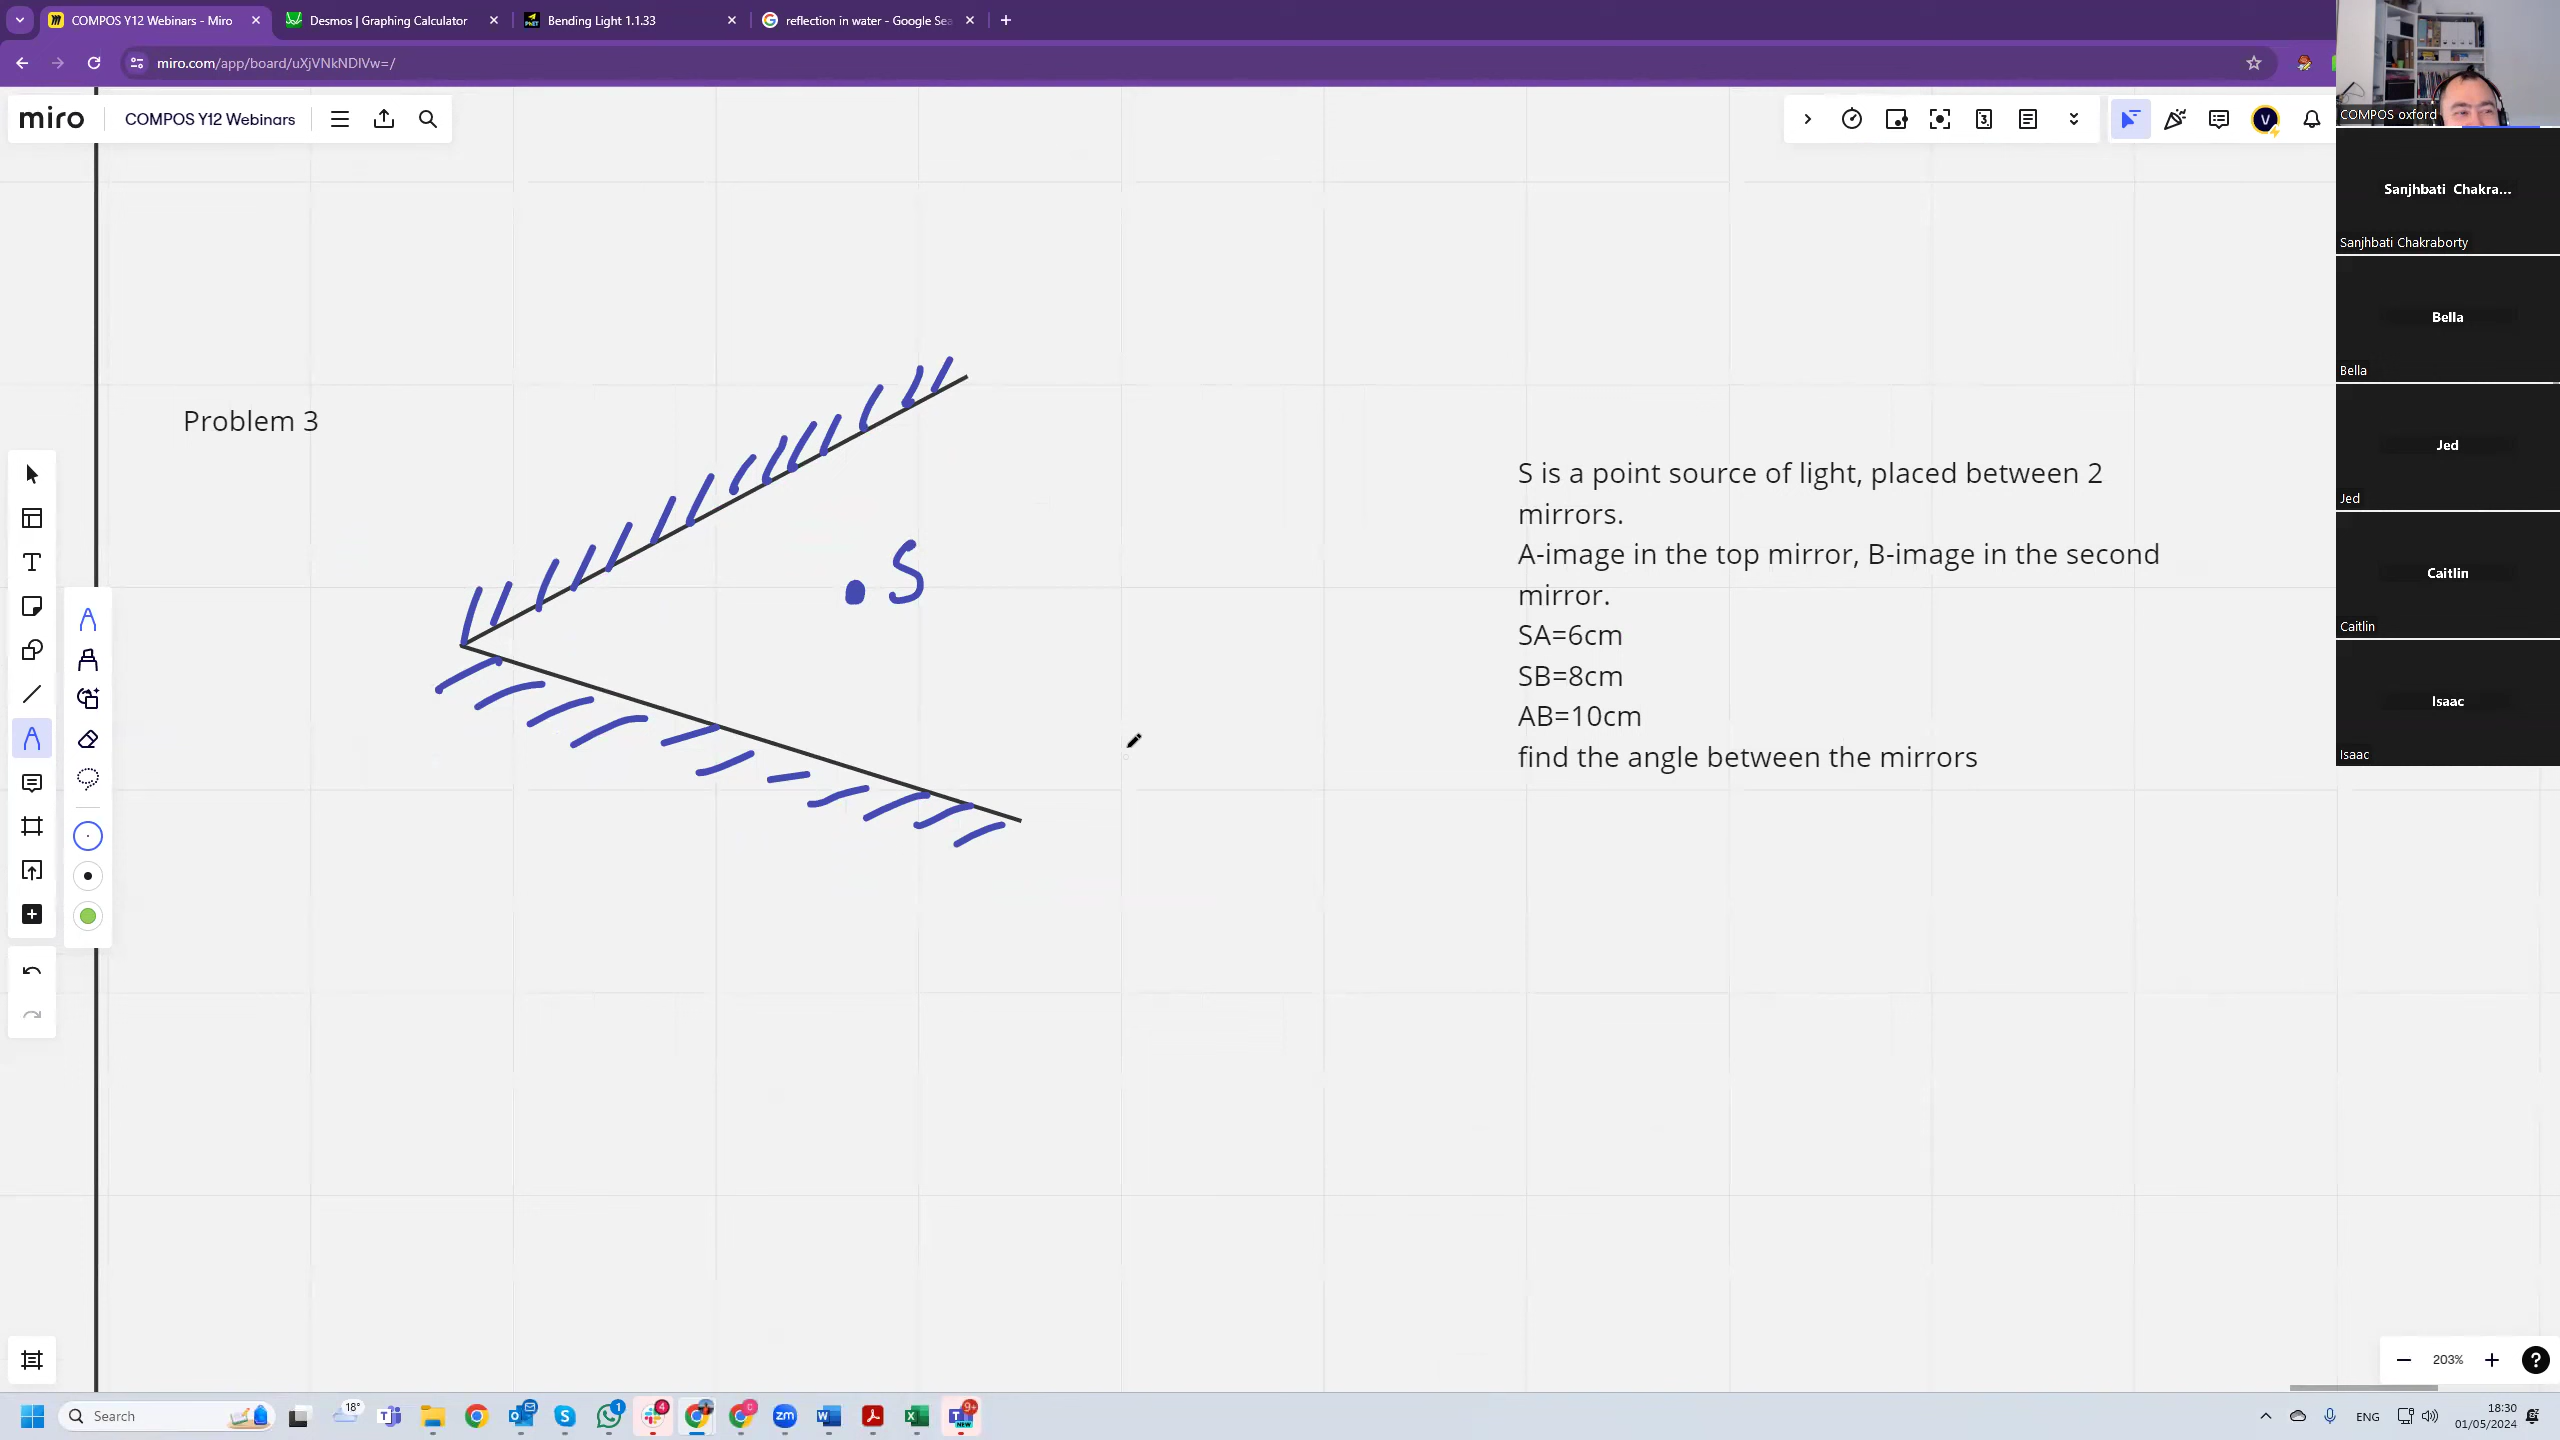 COMPOS Y12 Webinars - Miro
Desmos | Graphing Calculator
Bending Light 1.1.33
reflection in water - Google Sea
miro.com/app/board/uXjVNkNDIVw=/
miro
COMPOS Y12 Webinars
V
COMPOS oxford
Sanjhbati Chakra...
Sanjhbati Chakraborty
Bella
Bella
Jed
Jed
Caitlin
Caitlin
Isaac
Isaac
Problem 3
S
S is a point source of light, placed between 2
mirrors.
A-image in the top mirror, B-image in the second
mirror.
SA=6cm
SB=8cm
AB=10cm
find the angle between the mirrors
203%
Search
18°
1
4
9+
ENG
18:30
01/05/2024